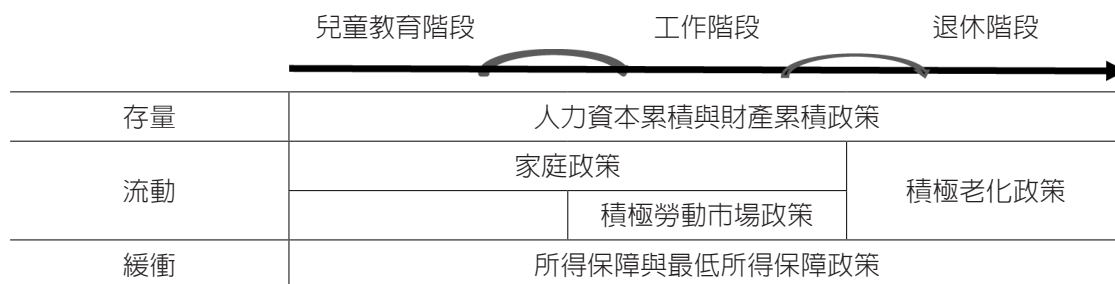 兒童教育階段 工作階段 退休階段
存量 人力資本累積與財產累積政策
家庭政策
流動 積極老化政策
積極勞動市場政策
緩衝 所得保障與最低所得保障政策